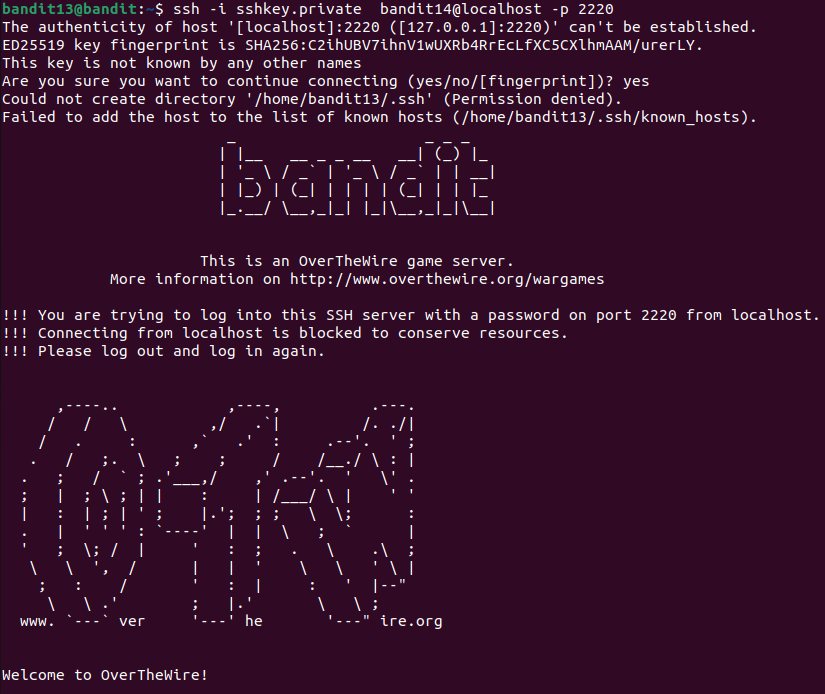 bandit13@bandit:~$ ssh -i sshkey.private  bandit14@localhost -p 2220
The authenticity of host '[localhost]:2220 ([127.0.0.1]:2220)' can't be established.
ED25519 key fingerprint is SHA256:C2ihUBV7ihnV1wUXRb4RrEcLfXC5CXlhmAAM/urerLY.
This key is not known by any other names
Are you sure you want to continue connecting (yes/no/[fingerprint])? yes
Could not create directory '/home/bandit13/.ssh' (Permission denied).
Failed to add the host to the list of known hosts (/home/bandit13/.ssh/known_hosts).
bandit
This is an OverTheWire game server.
More information on http://www.overthewire.org/wargames
!!! You are trying to log into this SSH server with a password on port 2220 from localhost.
!!! Connecting from localhost is blocked to conserve resources.
!!! Please log out and log in again.
www. ver he ire.org
Welcome to OverTheWire!